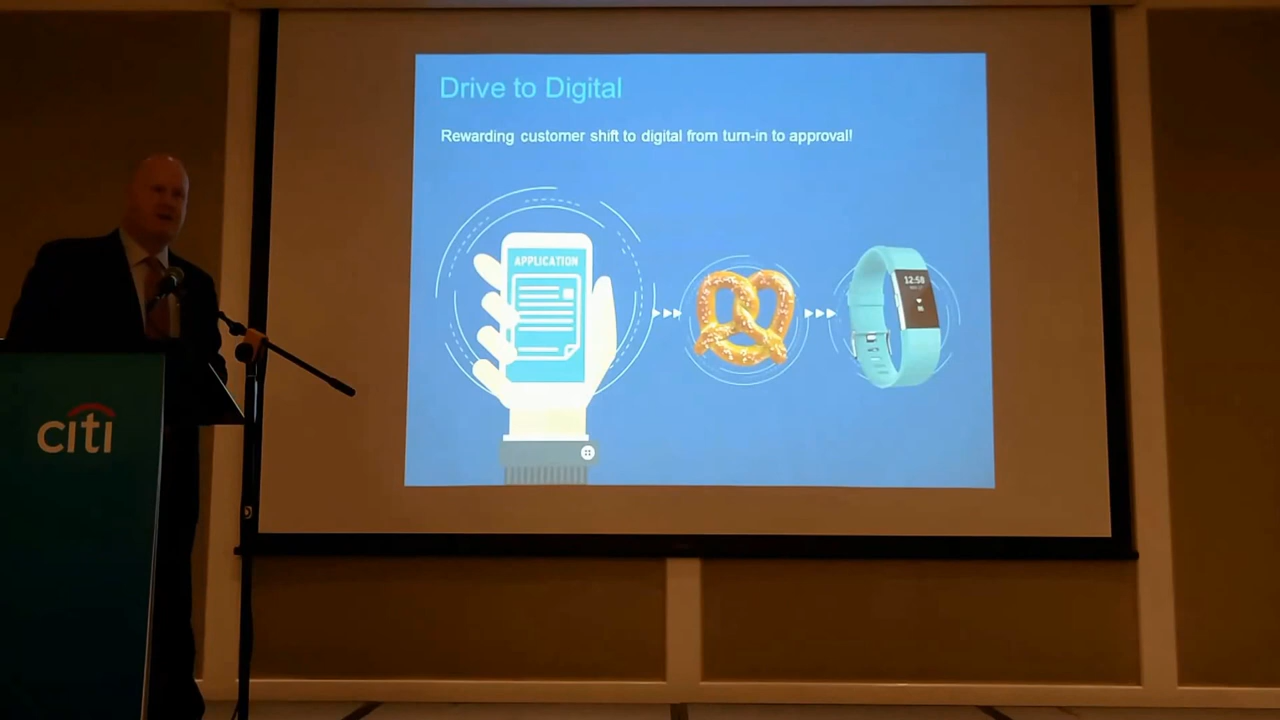 Drive to Digital
Rewarding customer shift to digital from turn-in to approval!
APPLICATION
12:58
citi